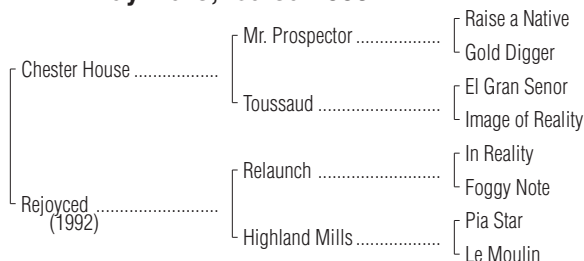 Raise a Native
Mr. Prospector ....................
Gold Digger
Chester House ....................
El Gran Senor
Toussaud .............................
Image of Reality
In Reality
Relaunch .............................
Foggy Note
Rejoyced .............................
(1992)
Pia Star
Highland Mills ....................
Le Moulin